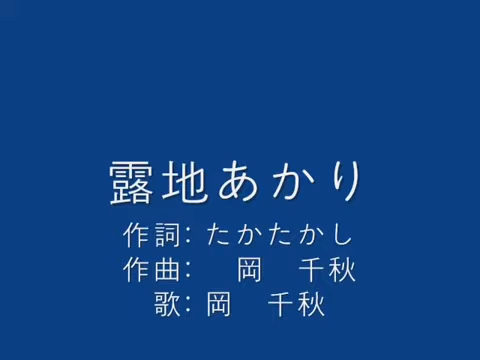 露地あかり
作詞: たかたかし
作曲:　岡　千秋
歌: 岡　千秋